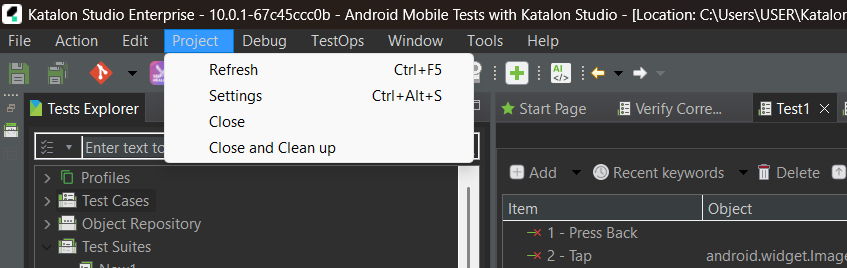 Katalon Studio Enterprise - 10.0.1-67c45ccc0b - Android Mobile Tests with Katalon Studio - [Location: C:\Users\USER\Katalon
File Action Edit Project Debug TestOps Window Tools Help
Refresh Ctrl+F5
Settings Ctrl+Alt+S
Close
Close and Clean up
Tests Explorer
Enter text to
Profiles
Test Cases
Object Repository
Test Suites
New1
AI
Start Page Verify Corre... Test1
Add Recent keywords Delete
Item Object
1 - Press Back
2 - Tap android.widget.Image